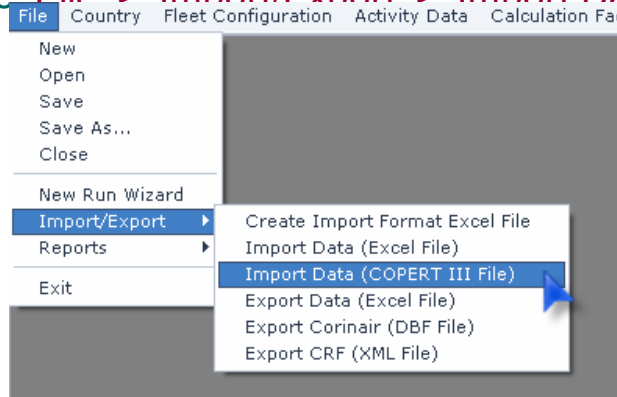 File Country Fleet Configuration Activity Data Calculation Fa
New
Open
Save
Save As...
Close
New Run Wizard
Import/Export
Reports
Exit
Create Import Format Excel File
Import Data (Excel File)
Import Data (COPERT III File)
Export Data (Excel File)
Export Corinair (DBF File)
Export CRF (XML File)